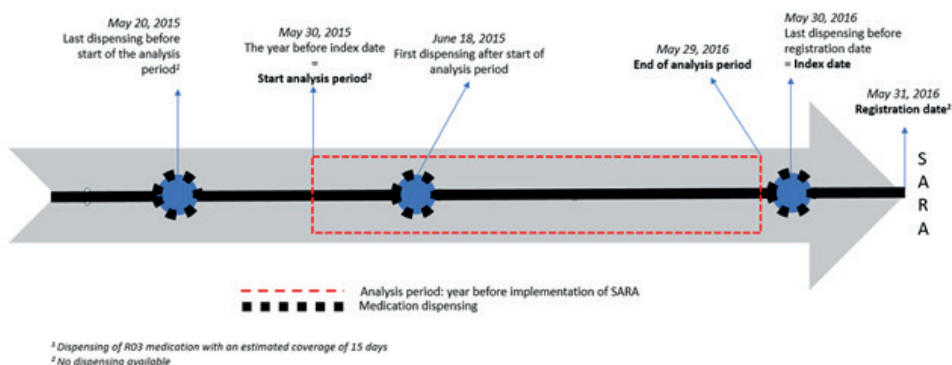 May 20, 2015
Last dispensing before
start of the analysis
period²
May 30, 2015
The year before index date
=
Start analysis period²
June 18, 2015
First dispensing after start of
analysis period
May 29, 2016
End of analysis period
May 30, 2016
Last dispensing before
registration date
= Index date
May 31, 2016
Registration date²
S
A
R
A
Analysis period: year before implementation of SARA
Medication dispensing
¹ Dispensing of R03 medication with an estimated coverage of 15 days
² No dispensing available